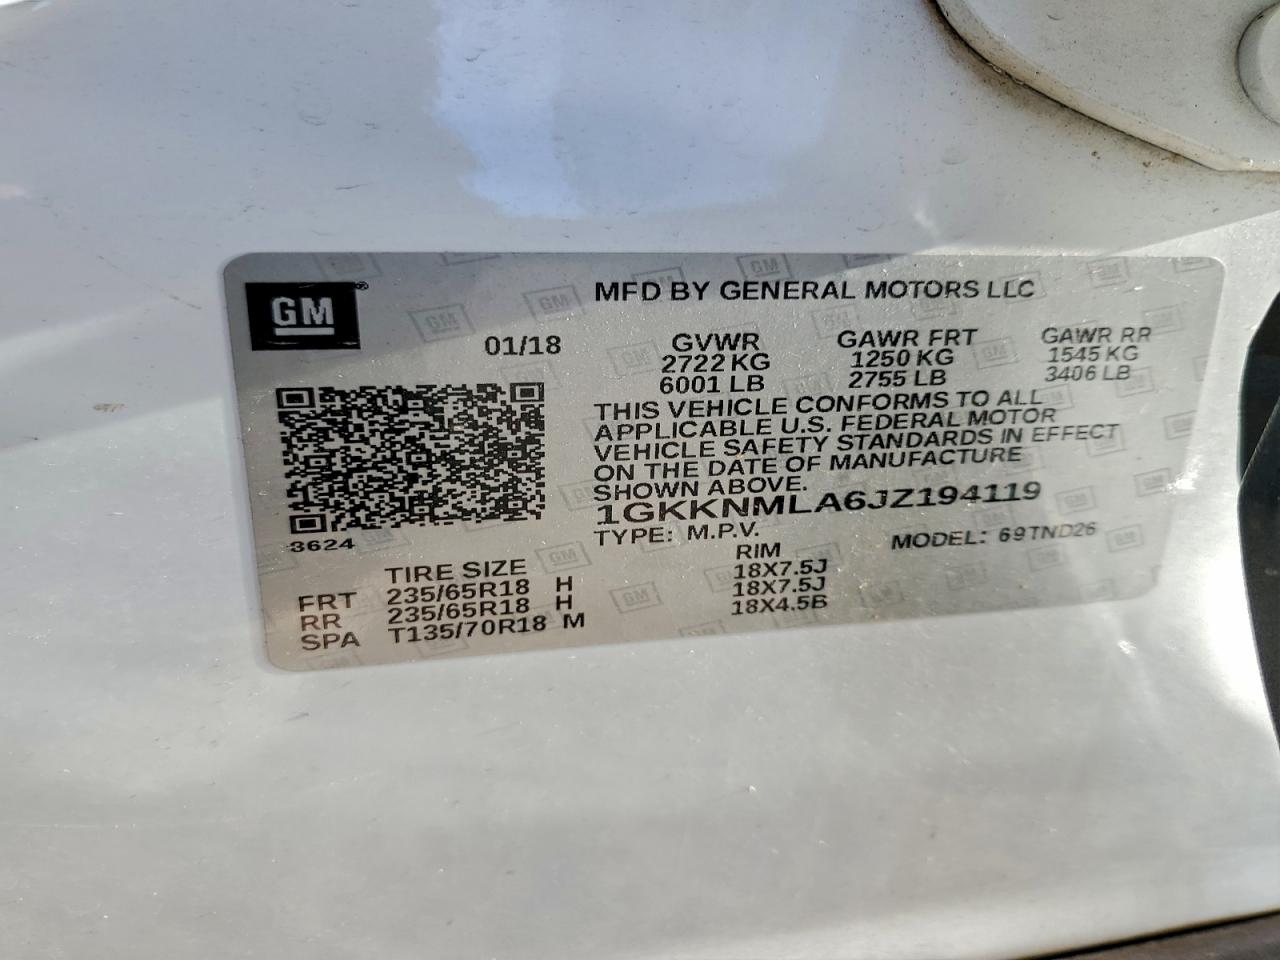 GM®
MFD BY GENERAL MOTORS LLC
01/18
GVWR GAWR FRT GAWR RR
2722 KG 1250 KG 1545 KG
6001 LB 2755 LB 3406 LB
THIS VEHICLE CONFORMS TO ALL
APPLICABLE U.S. FEDERAL MOTOR
VEHICLE SAFETY STANDARDS IN EFFECT
ON THE DATE OF MANUFACTURE
SHOWN ABOVE.
1GKKNMLA6JZ194119
3624
TYPE: M.P.V. MODEL: 69TND26
TIRE SIZE RIM
FRT 235/65R18 H 18X7.5J
RR 235/65R18 H 18X7.5J
SPA T135/70R18 M 18X4.5B